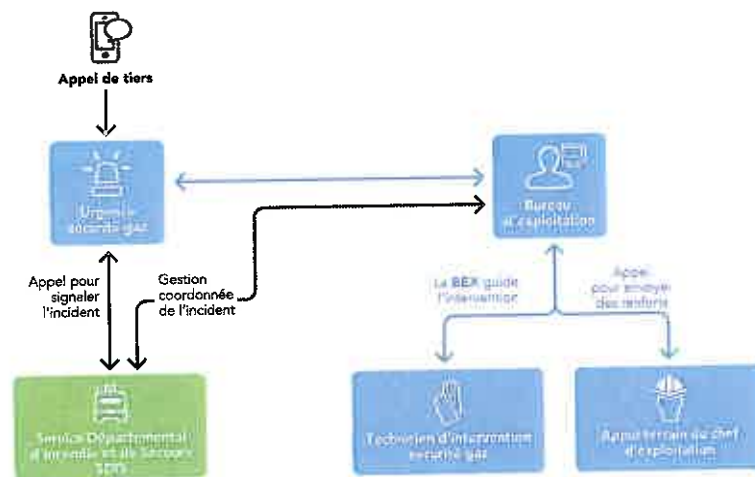 Appel de tiers
Urgence
sécurité gaz
Bureau
d'exploitation
Appel pour
signaler
l'incident
Gestion
coordonnée
de l'incident
Le BEX guide
l'intervention
Appel
pour envoyer
des renforts
Service Départemental
d'Incendie et de Secours
SDIS
Technicien d'intervention
sécurité gaz
Appui terrain du chef
d'exploitation